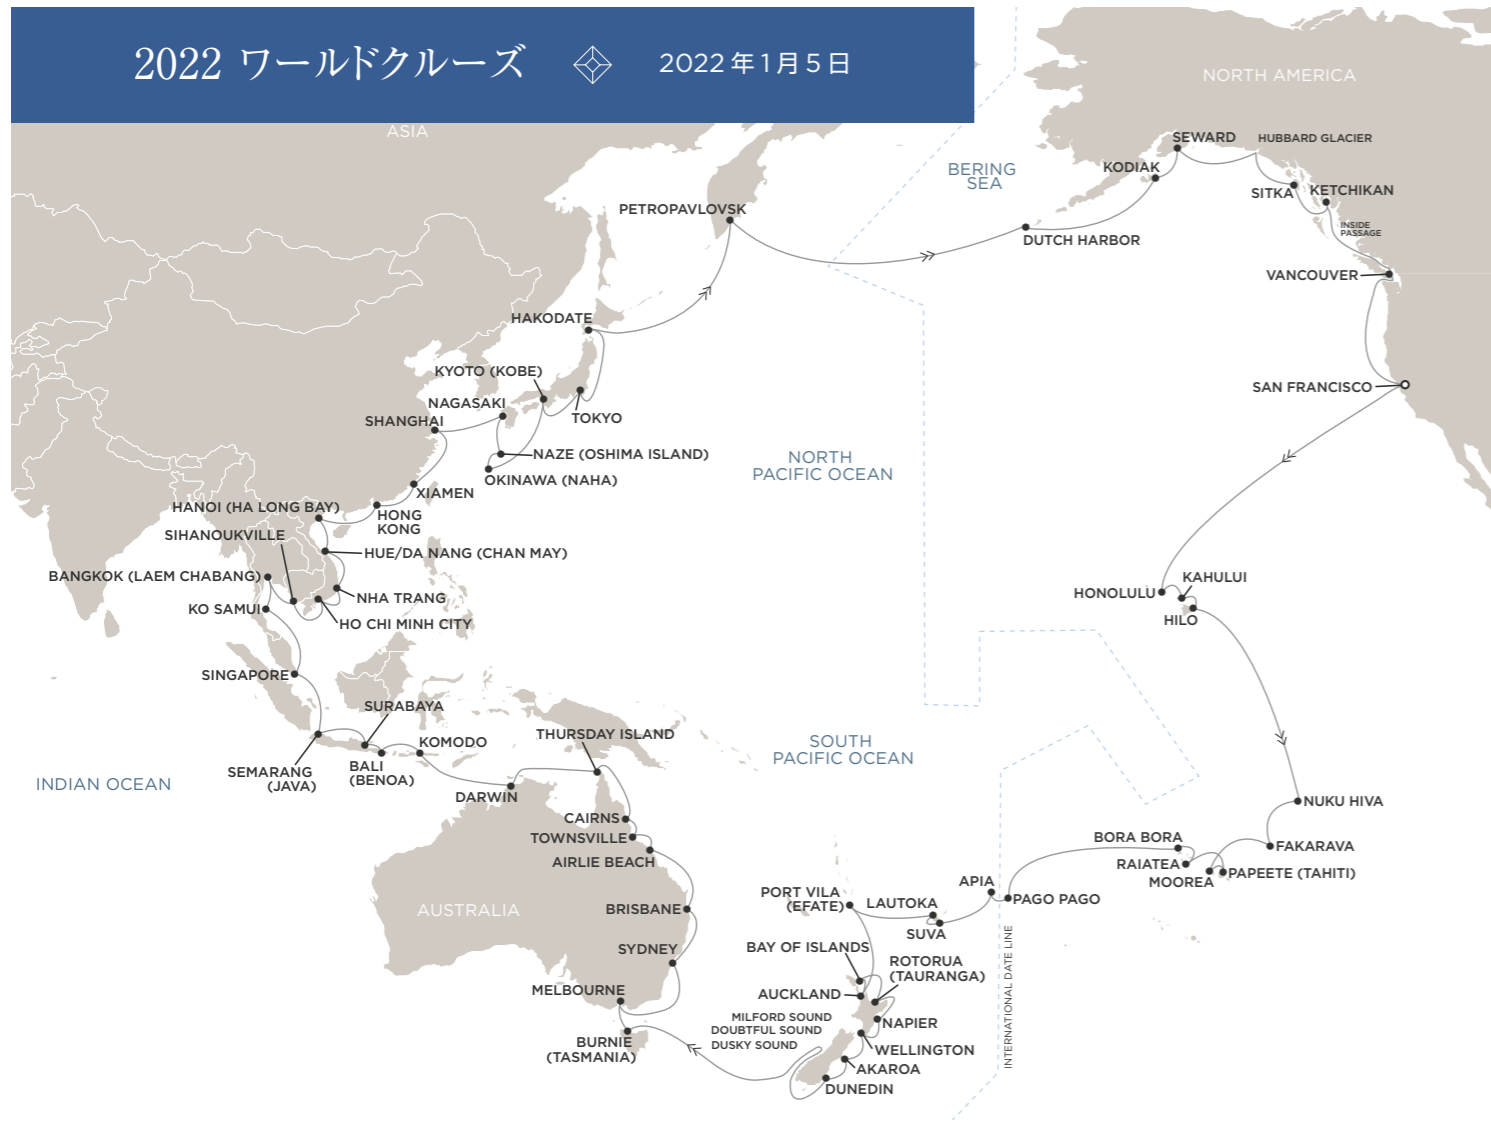 2022 ワールドクルーズ
2022年1月5日
ASIA
NORTH AMERICA
BERING
SEA
SEWARD
HUBBARD GLACIER
KODIAK
SITKA
KETCHIKAN
INSIDE
PASSAGE
PETROPAVLOVSK
DUTCH HARBOR
VANCOUVER
HAKODATE
KYOTO (KOBE)
SAN FRANCISCO
NAGASAKI
TOKYO
SHANGHAI
NAZE (OSHIMA ISLAND)
OKINAWA (NAHA)
NORTH
PACIFIC OCEAN
XIAMEN
HANOI (HA LONG BAY)
HONG
KONG
SIHANOUKVILLE
HUE/DA NANG (CHAN MAY)
BANGKOK (LAEM CHABANG)
NHA TRANG
KO SAMUI
HO CHI MINH CITY
HONOLULU
KAHULUI
HILO
SINGAPORE
SURABAYA
KOMODO
THURSDAY ISLAND
SOUTH
PACIFIC OCEAN
SEMARANG
(JAVA)
BALI
(BENOA)
INDIAN OCEAN
DARWIN
NUKU HIVA
CAIRNS
TOWNSVILLE
AIRLIE BEACH
BORA BORA
FAKARAVA
RAIATEA
MOOREA
PAPEETE (TAHITI)
APIA
PAGO PAGO
PORT VILA
(EFATE)
LAUTOKA
SUVA
AUSTRALIA
BRISBANE
SYDNEY
BAY OF ISLANDS
ROTORUA
(TAURANGA)
MELBOURNE
AUCKLAND
MILFORD SOUND
DOUBTFUL SOUND
DUSKY SOUND
NAPIER
BURNIE
(TASMANIA)
WELLINGTON
AKAROA
DUNEDIN
INTERNATIONAL DATE LINE